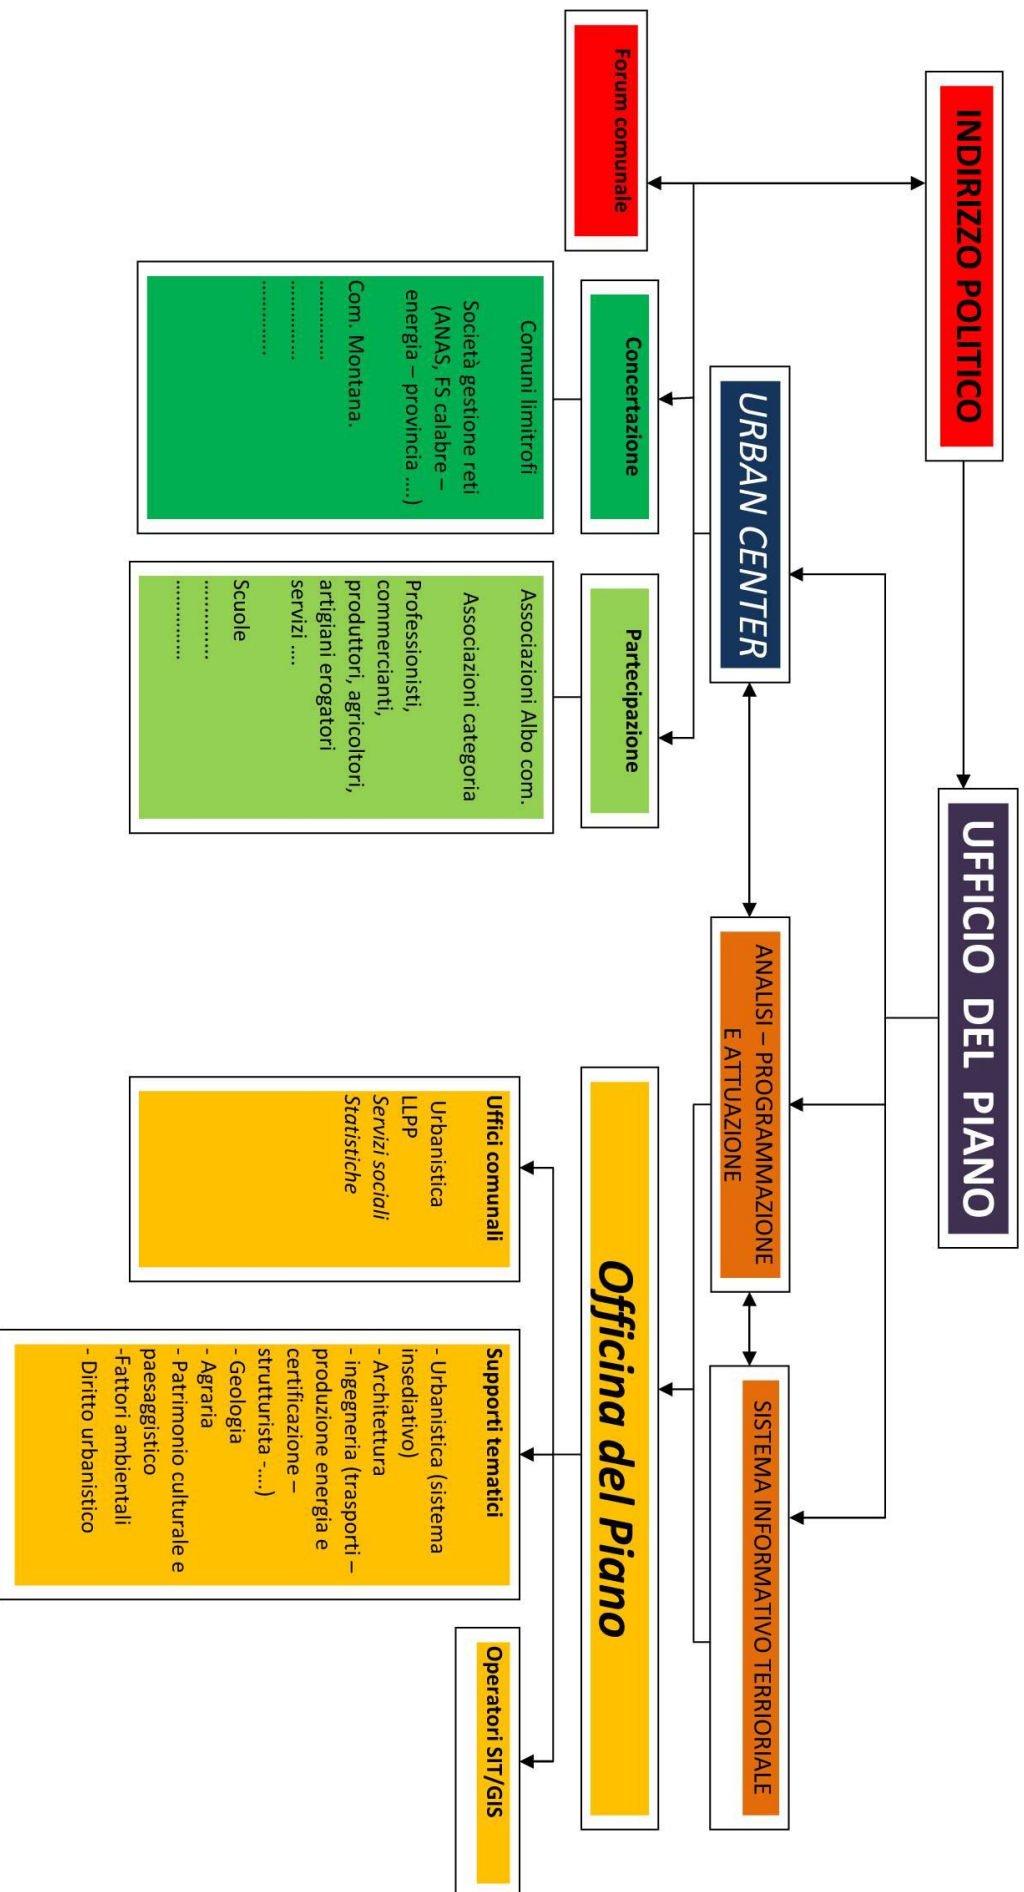 INDIRIZZO POLITICO
UFFICIO DEL PIANO
URBAN CENTER
ANALISI – PROGRAMMAZIONE
E ATTUAZIONE
SISTEMA INFORMATIVO TERRIORIALE
Forum comunale
Concertazione
Partecipazione
Officina del Piano
Comuni limitrofi
Società gestione reti
(ANAS, FS calabre –
energia – provincia ....)
Com. Montana.
.............
.............
.............
Associazioni Albo com.
Associazioni categoria
Professionisti,
commercianti,
produttori, agricoltori,
artigiani erogatori
servizi ....
Scuole
............
.............
Uffici comunali
Urbanistica
LLPP
Servizi sociali
Statistiche
Supporti tematici
- Urbanistica (sistema
insediativo)
- Architettura
- ingegneria (trasporti –
produzione energia e
certificazione –
strutturista -....)
- Geologia
- Agraria
- Patrimonio culturale e
paesaggistico
-Fattori ambientali
- Diritto urbanistico
Operatori SIT/GIS